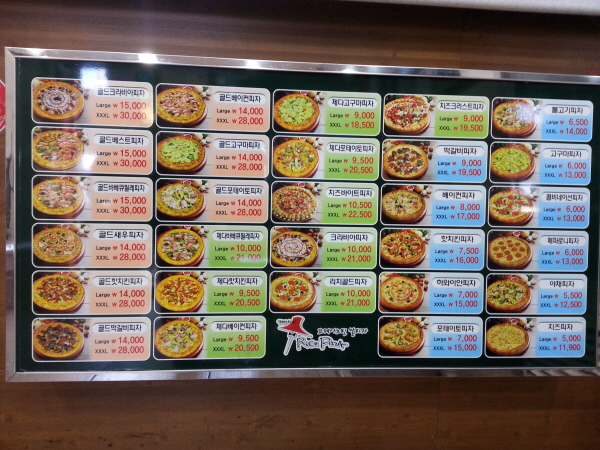 골드크라비아피자
Large ₩ 15,000
XXXL ₩ 30,000
골드베이컨피자
Large ₩ 14,000
XXXL ₩ 28,000
체다고구마피자
Large ₩ 9,000
XXXL ₩ 18,500
치즈크러스트피자
Large ₩ 9,000
XXXL ₩ 19,500
불고기피자
Large ₩ 6,500
XXXL ₩ 14,000
골드베스트피자
Large ₩ 15,000
XXXL ₩ 30,000
골드고구마피자
Large ₩ 14,000
XXXL ₩ 28,000
체다포테이토피자
Large ₩ 9,500
XXXL ₩ 20,500
떡갈비피자
Large ₩ 9,000
XXXL ₩ 19,500
고구마피자
Large ₩ 6,000
XXXL ₩ 13,000
골드바베큐윙레피자
Large ₩ 15,000
XXXL ₩ 30,000
골드포테이토피자
Large ₩ 14,000
XXXL ₩ 28,000
치즈바이트피자
Large ₩ 10,500
XXXL ₩ 22,500
베이컨피자
Large ₩ 8,000
XXXL ₩ 17,000
콤비네이션피자
Large ₩ 6,000
XXXL ₩ 13,000
골드새우피자
Large ₩ 14,000
XXXL ₩ 28,000
Large ₩ 10,000
XXXL ₩ 21,000
크라비아피자
Large ₩ 10,000
XXXL ₩ 21,000
핫치킨피자
Large ₩ 7,500
XXXL ₩ 16,000
페파로니피자
Large ₩ 6,000
XXXL ₩ 13,000
골드핫치킨피자
Large ₩ 14,000
XXXL ₩ 28,000
체다핫치킨피자
Large ₩ 9,500
XXXL ₩ 20,500
리치골드피자
Large ₩ 10,000
XXXL ₩ 21,000
하와이안피자
Large ₩ 7,000
XXXL ₩ 15,000
야채피자
Large ₩ 5,500
XXXL ₩ 12,500
골드떡갈비피자
Large ₩ 14,000
XXXL ₩ 28,000
체다베이컨피자
Large ₩ 9,500
XXXL ₩ 20,500
Rice Pizza
포테이토피자
Large ₩ 7,000
XXXL ₩ 15,000
치즈피자
Large ₩ 5,000
XXXL ₩ 11,900